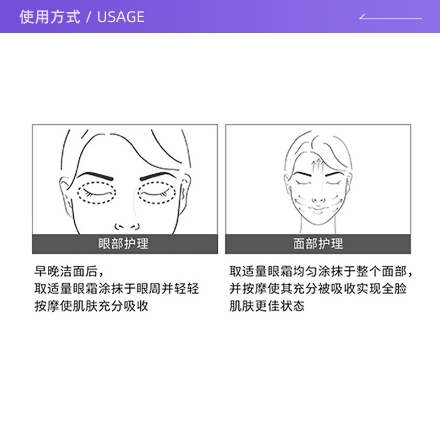 使用方式 / USAGE
眼部护理
早晚洁面后，
取适量眼霜涂抹于眼周并轻轻
按摩使肌肤充分吸收
面部护理
取适量眼霜均匀涂抹于整个面部，
并按摩使其充分被吸收实现全脸
肌肤更佳状态